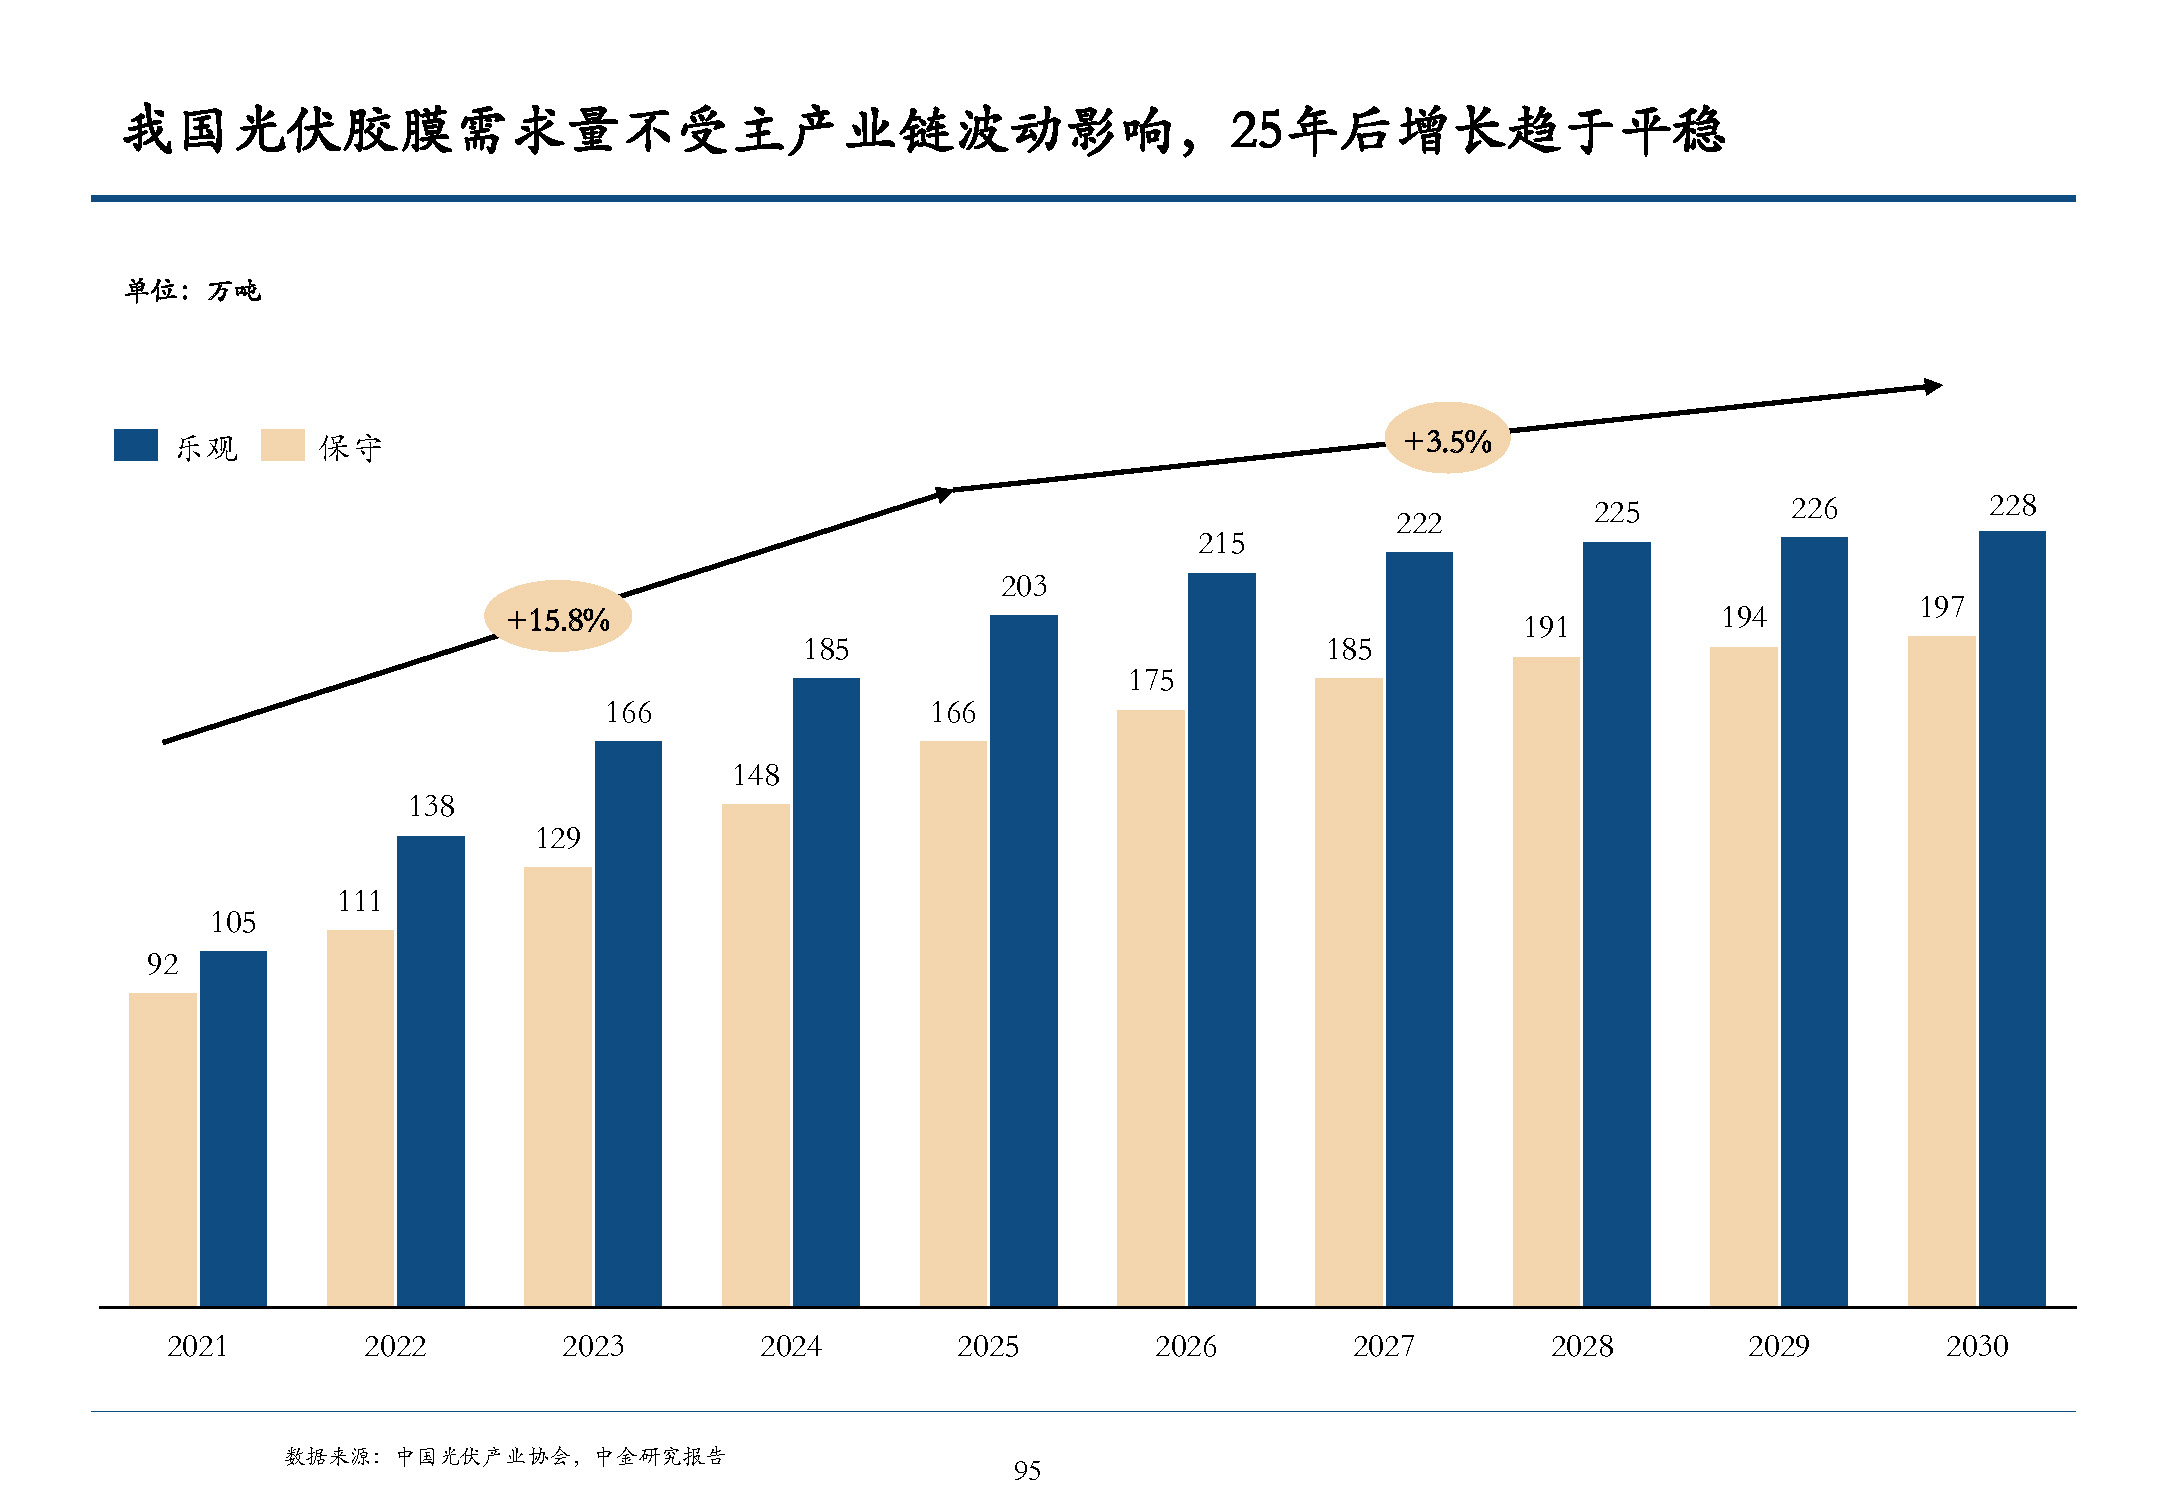 我国光伏胶膜需求量不受主产业链波动影响，25年后增长趋于平稳
单位：万吨
乐观 保守
+15.8%
+3.5%
92 105 111 138 129 166 148 185 166 203 175 215 185 222 191 225 194 226 197 228
2021 2022 2023 2024 2025 2026 2027 2028 2029 2030
数据来源：中国光伏产业协会，中金研究报告
95